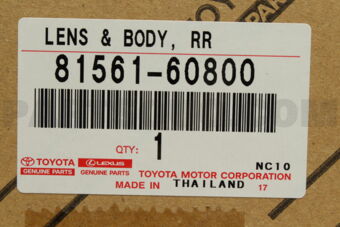 LENS & BODY, RR
81561-60800
QTY: 1
TOYOTA LEXUS
GENUINE PARTS GENUINE PARTS
TOYOTA MOTOR CORPORATION
NC10
MADE IN THAILAND 17